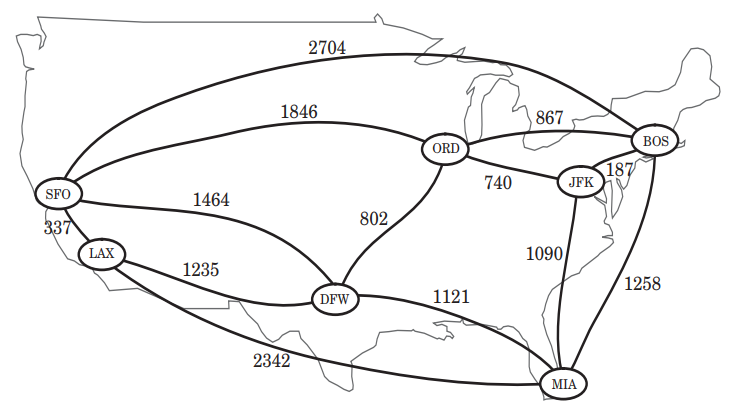 2704
1846
867
BOS
ORD
740
JFK
187
SFO
1464
802
337
LAX
1235
1090
DFW
1121
1258
2342
MIA